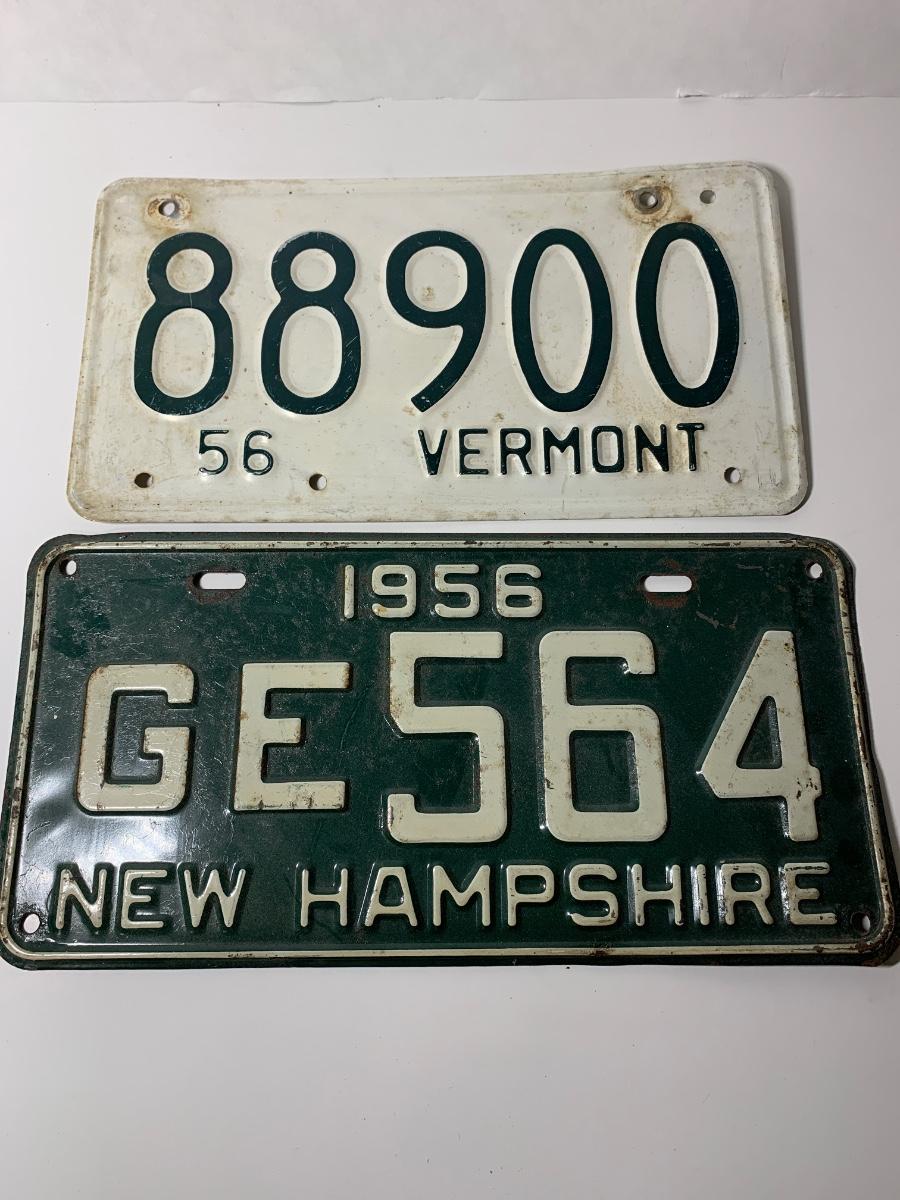 88900
56 VERMONT
1956
GE564
NEW HAMPSHIRE